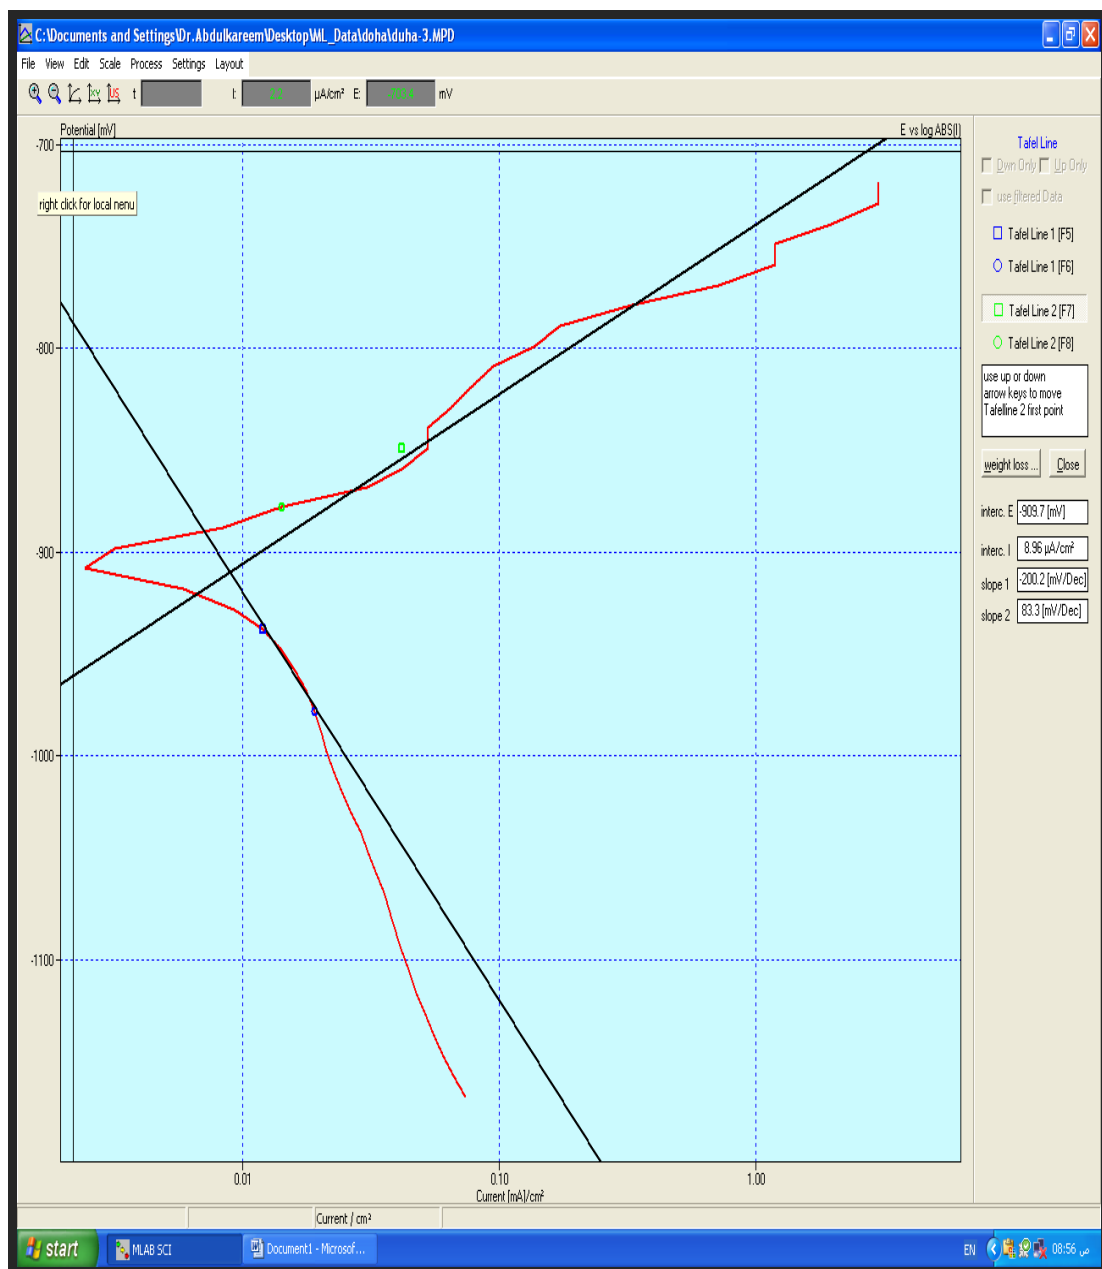 C:\Documents and Settings\Dr.Abdulkareem\Desktop\ML_Data\doha\duha-3.MPD
File View Edit Scale Process Settings Layout
t I: 2.2 µA/cm² E: -703.4 mV
Potential [mV] E vs log ABS(I)
-700
right click for local menu
-800
-900
-1000
-1100
0.01 0.10 1.00
Current [mA]/cm²
Tafel Line
Dwn Only Up Only
use filtered Data
Tafel Line 1 [F5]
Tafel Line 1 [F6]
Tafel Line 2 [F7]
Tafel Line 2 [F8]
use up or down
arrow keys to move
Tafelline 2 first point
weight loss ... Close
interc. E -909.7 [mV]
interc. I 8.96 µA/cm²
slope 1 -200.2 [mV/Dec]
slope 2 83.3 [mV/Dec]
Current / cm²
start MLAB SCI Document1 - Microsof... EN 08:56 ص